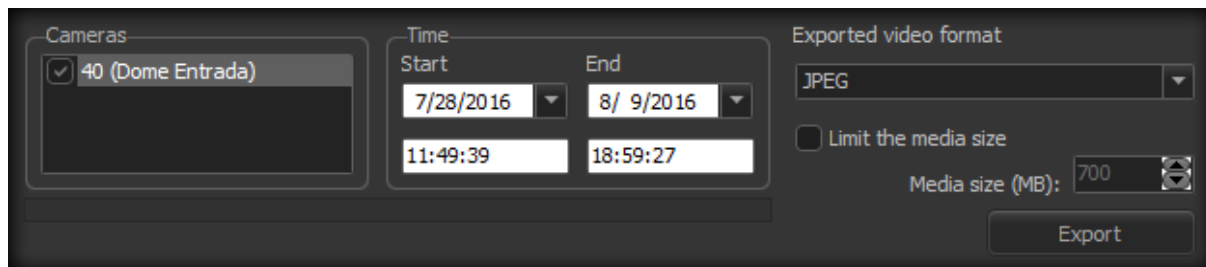 Cameras
40 (Dome Entrada)
Time
Start End
7/28/2016 8/ 9/2016
11:49:39 18:59:27
Exported video format
JPEG
Limit the media size
Media size (MB): 700
Export